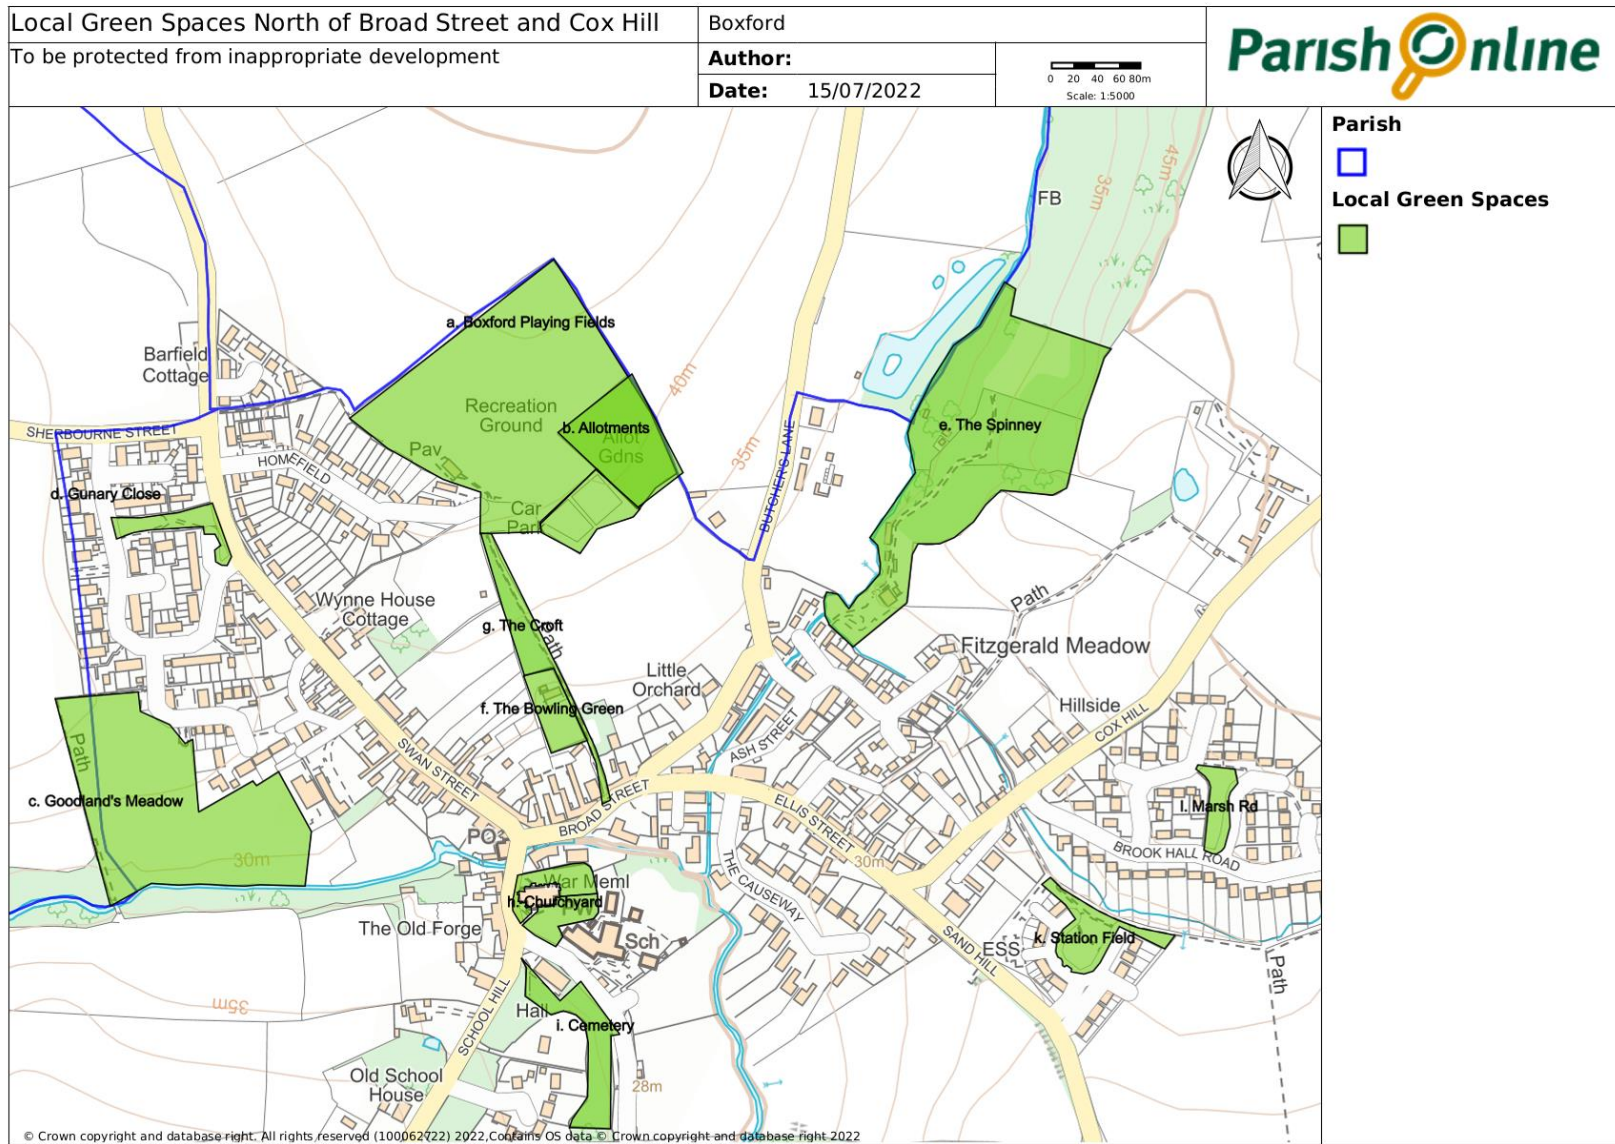 Local Green Spaces North of Broad Street and Cox Hill
To be protected from inappropriate development
Boxford
Author:
Date: 15/07/2022
0 20 40 60 80m
Scale: 1:5000
Parish Online
Parish
Local Green Spaces
45m
35m
FB
a. Boxford Playing Fields
Barfield
Cottage
40m
Recreation
Ground
b. Allotments
Allot
Gdns
e. The Spinney
SHERBOURNE STREET
Pav
35m
HOMEFIELD
BUTCHER'S LANE
d. Gunary Close
Car
Park
Wynne House
Cottage
Path
g. The Croft
Path
Fitzgerald Meadow
Little
Orchard
f. The Bowling Green
Hillside
COX HILL
ASH STREET
Path
SWAN STREET
c. Goodland's Meadow
BROAD STREET
ELLIS STREET
l. Marsh Rd
PO
30m
30m
BROOK HALL ROAD
War Meml
h. Churchyard
PW
THE CAUSEWAY
The Old Forge
Sch
SAND HILL
ESS
k. Station Field
Path
35m
SCHOOL HILL
Hall
i. Cemetery
Old School
House
28m
© Crown copyright and database right. All rights reserved (100062722) 2022,Contains OS data © Crown copyright and database right 2022